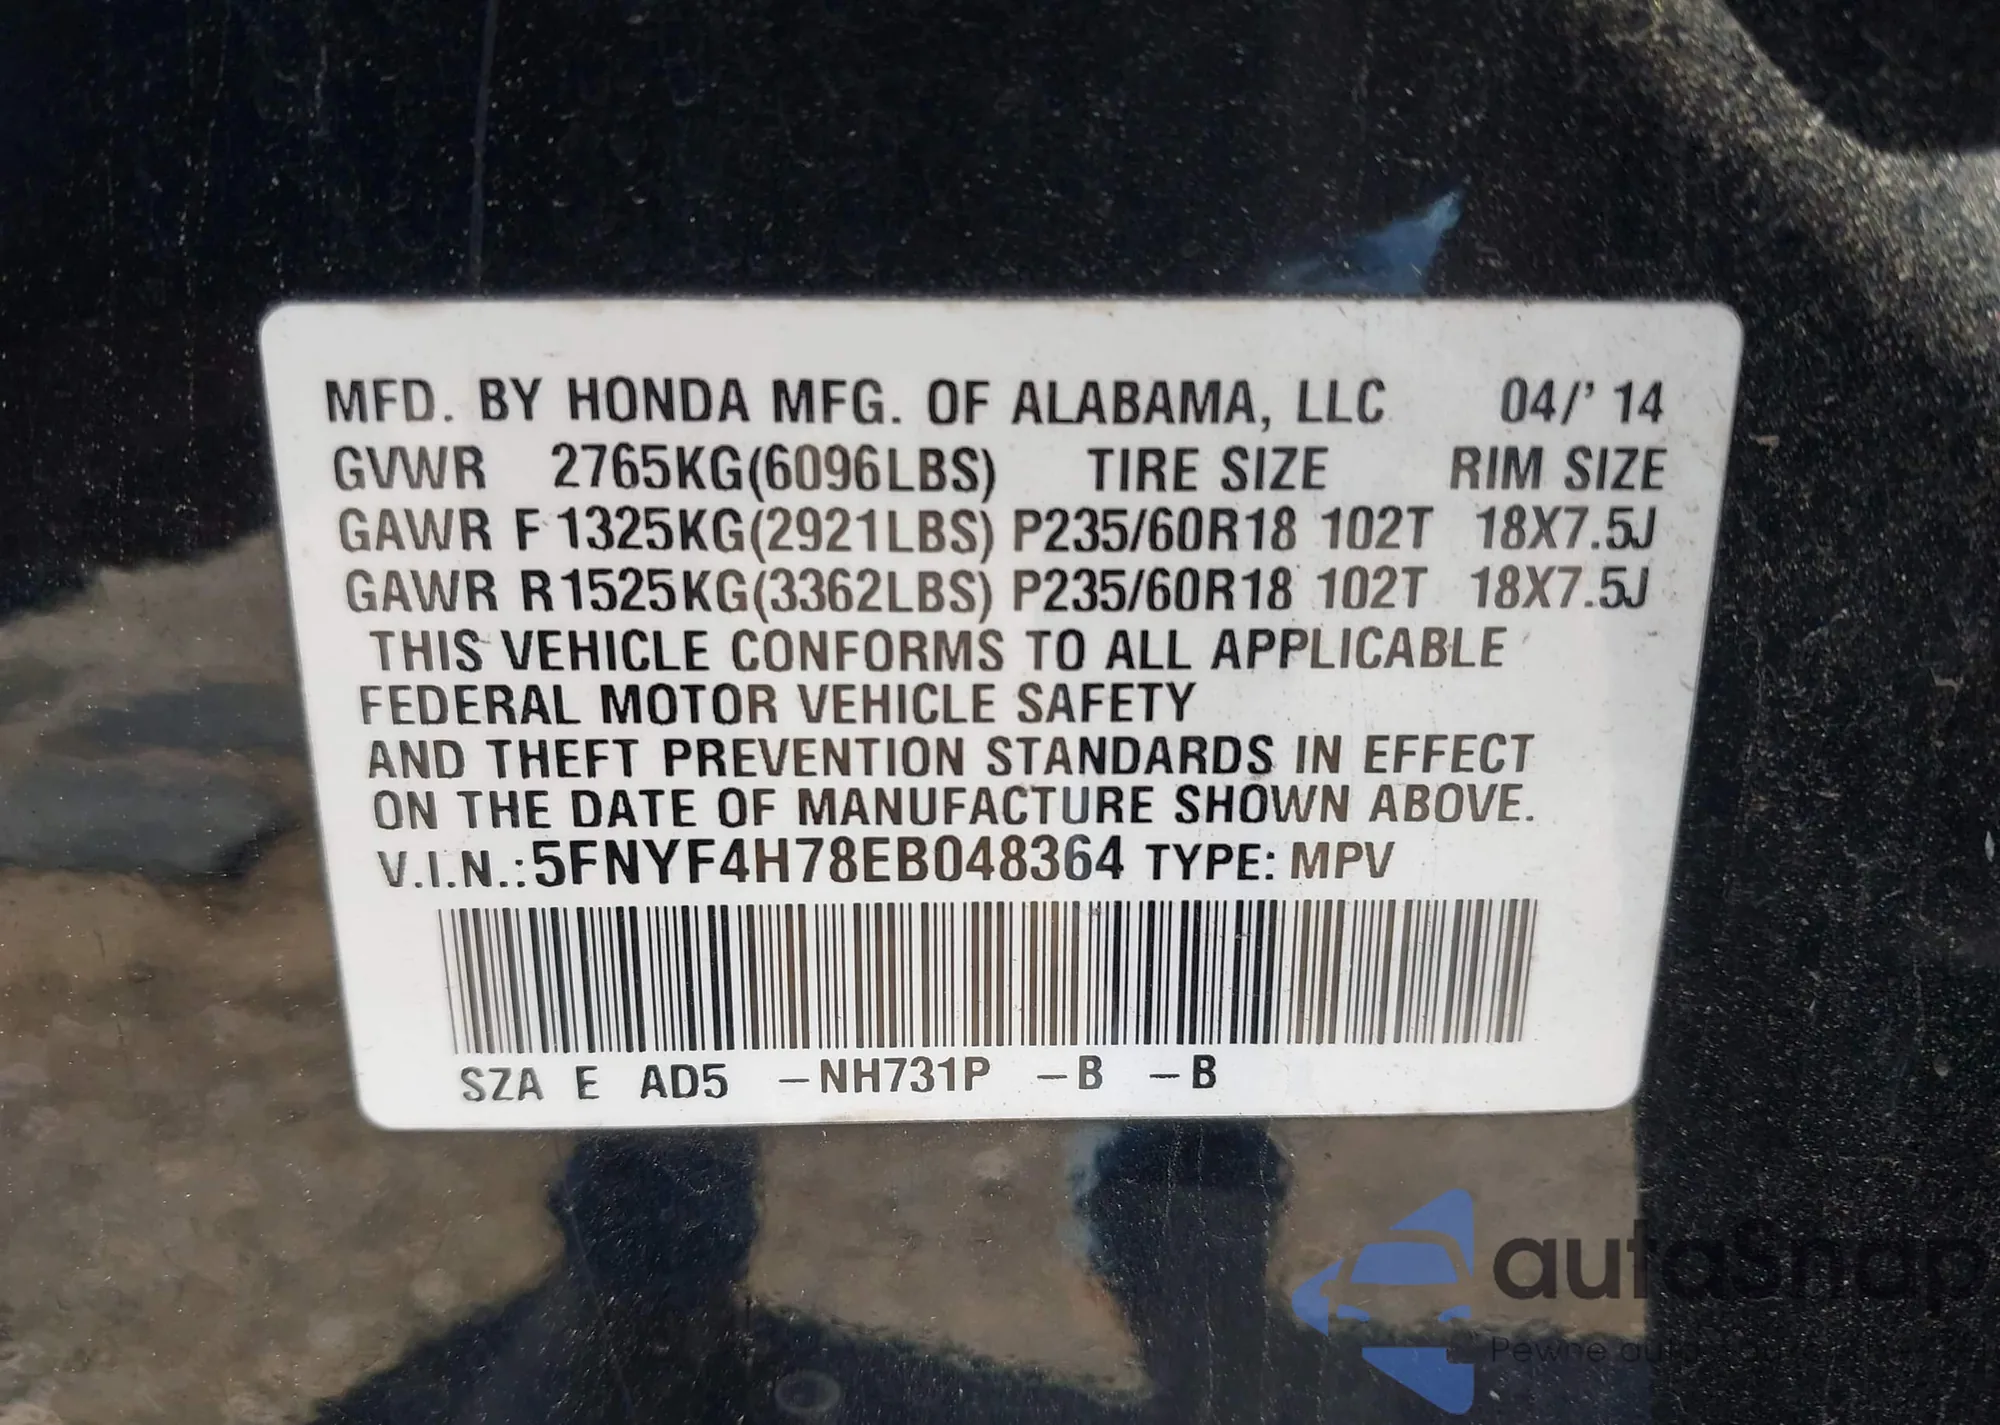 MFD. BY HONDA MFG. OF ALABAMA, LLC 04/' 14
GVWR 2765KG(6096LBS) TIRE SIZE RIM SIZE
GAWR F 1325KG(2921LBS) P235/60R18 102T 18X7.5J
GAWR R1525KG(3362LBS) P235/60R18 102T 18X7.5J
THIS VEHICLE CONFORMS TO ALL APPLICABLE
FEDERAL MOTOR VEHICLE SAFETY
AND THEFT PREVENTION STANDARDS IN EFFECT
ON THE DATE OF MANUFACTURE SHOWN ABOVE.
V.I.N.:5FNYF4H78EB048364 TYPE: MPV
SZA E AD5 –NH731P –B –B
autaSnap
Pewne auta